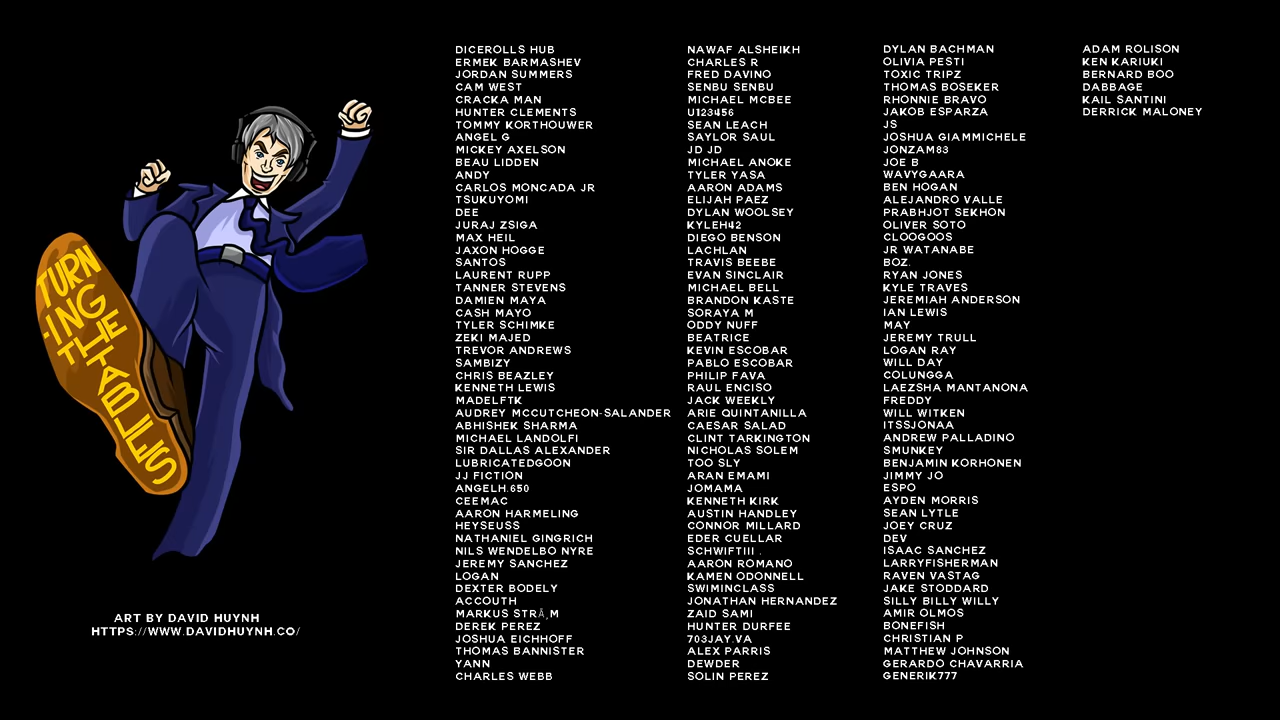 TURN
-ING
THE
TABLES
ART BY DAVID HUYNH
HTTPS://WWW.DAVIDHUYNH.CO/
DICEROLLS HUB
ERMEK BARMASHEV
JORDAN SUMMERS
CAM WEST
CRACKA MAN
HUNTER CLEMENTS
TOMMY KORTHOUWER
ANGEL G
MICKEY AXELSON
BEAU LIDDEN
ANDY
CARLOS MONCADA JR
TSUKUYOMI
DEE
JURAJ ZSIGA
MAX HEIL
JAXON HOGGE
SANTOS
LAURENT RUPP
TANNER STEVENS
DAMIEN MAYA
CASH MAYO
TYLER SCHIMKE
ZEKI MAJED
TREVOR ANDREWS
SAMBIZY
CHRIS BEAZLEY
KENNETH LEWIS
MADELFTK
AUDREY MCCUTCHEON-SALANDER
ABHISHEK SHARMA
MICHAEL LANDOLFI
SIR DALLAS ALEXANDER
LUBRICATEDGOON
JJ FICTION
ANGELH.650
CEEMAC
AARON HARMELING
HEYSEUSS
NATHANIEL GINGRICH
NILS WENDELBO NYRE
JEREMY SANCHEZ
LOGAN
DEXTER BODELY
ACCOUTH
MARKUS STRÃ¸M
DEREK PEREZ
JOSHUA EICHHOFF
THOMAS BANNISTER
YANN
CHARLES WEBB
NAWAF ALSHEIKH
CHARLES R
FRED DAVINO
SENBU SENBU
MICHAEL MCBEE
U123456
SEAN LEACH
SAYLOR SAUL
JD JD
MICHAEL ANOKE
TYLER YASA
AARON ADAMS
ELIJAH PAEZ
DYLAN WOOLSEY
KYLEH42
DIEGO BENSON
LACHLAN
TRAVIS BEEBE
EVAN SINCLAIR
MICHAEL BELL
BRANDON KASTE
SORAYA M
ODDY NUFF
BEATRICE
KEVIN ESCOBAR
PABLO ESCOBAR
PHILIP FAVA
RAUL ENCISO
JACK WEEKLY
ARIE QUINTANILLA
CAESAR SALAD
CLINT TARKINGTON
NICHOLAS SOLEM
TOO SLY
ARAN EMAMI
JOMAMA
KENNETH KIRK
AUSTIN HANDLEY
CONNOR MILLARD
EDER CUELLAR
SCHWIFTIII .
AARON ROMANO
KAMEN ODONNELL
SWIMINCLASS
JONATHAN HERNANDEZ
ZAID SAMI
HUNTER DURFEE
703JAY.VA
ALEX PARRIS
DEWDER
SOLIN PEREZ
DYLAN BACHMAN
OLIVIA PESTI
TOXIC TRIPZ
THOMAS BOSEKER
RHONNIE BRAVO
JAKOB ESPARZA
JS
JOSHUA GIAMMICHELE
JONZAM83
JOE B
WAVYGAARA
BEN HOGAN
ALEJANDRO VALLE
PRABHJOT SEKHON
OLIVER SOTO
CLOOGOOS
JR WATANABE
BOZ.
RYAN JONES
KYLE TRAVES
JEREMIAH ANDERSON
IAN LEWIS
MAY
JEREMY TRULL
LOGAN RAY
WILL DAY
COLUNGGA
LAEZSHA MANTANONA
FREDDY
WILL WITKEN
ITSSJONAA
ANDREW PALLADINO
SMUNKEY
BENJAMIN KORHONEN
JIMMY JO
ESPO
AYDEN MORRIS
SEAN LYTLE
JOEY CRUZ
DEV
ISAAC SANCHEZ
LARRYFISHERMAN
RAVEN VASTAG
JAKE STODDARD
SILLY BILLY WILLY
AMIR OLMOS
BONEFISH
CHRISTIAN P
MATTHEW JOHNSON
GERARDO CHAVARRIA
GENERIK777
ADAM ROLISON
KEN KARIUKI
BERNARD BOO
DABBAGE
KAIL SANTINI
DERRICK MALONEY